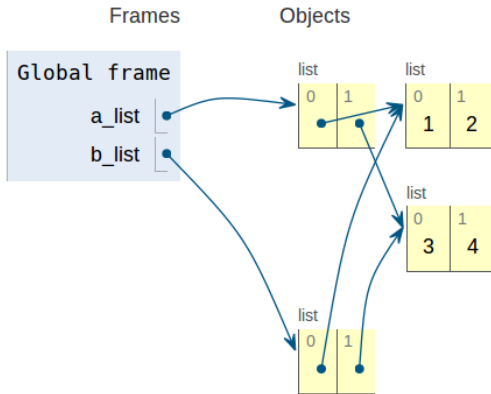 Frames Objects
Global frame
a_list
b_list
list
0 1
list
0 1
1 2
list
0 1
3 4
list
0 1